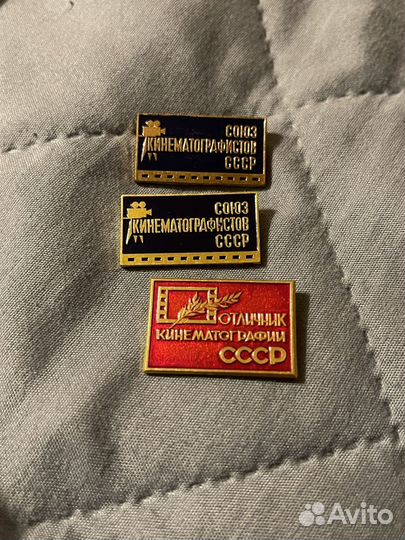 СОЮЗ
КИНЕМАТОГРАФИСТОВ
СССР
СОЮЗ
КИНЕМАТОГРАФИСТОВ
СССР
ОТЛИЧНИК
КИНЕМАТОГРАФИИ
СССР
Avito